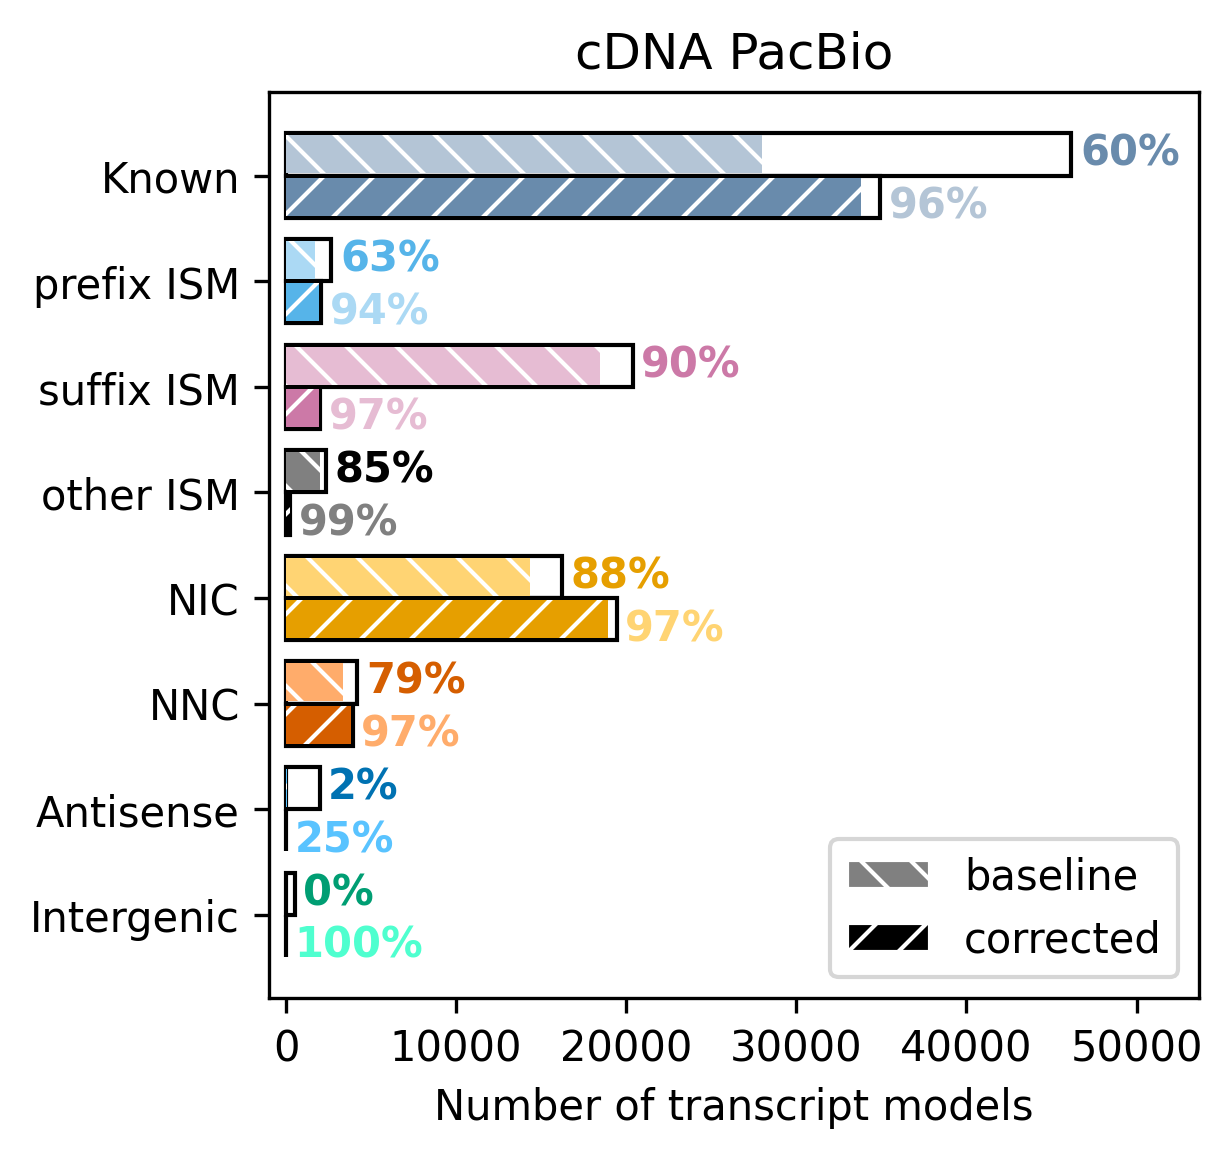 cDNA PacBio
Known
60%
96%
prefix ISM
63%
94%
suffix ISM
90%
97%
other ISM
85%
99%
NIC
88%
97%
NNC
79%
97%
Antisense
2%
25%
Intergenic
0%
100%
baseline
corrected
0 10000 20000 30000 40000 50000
Number of transcript models